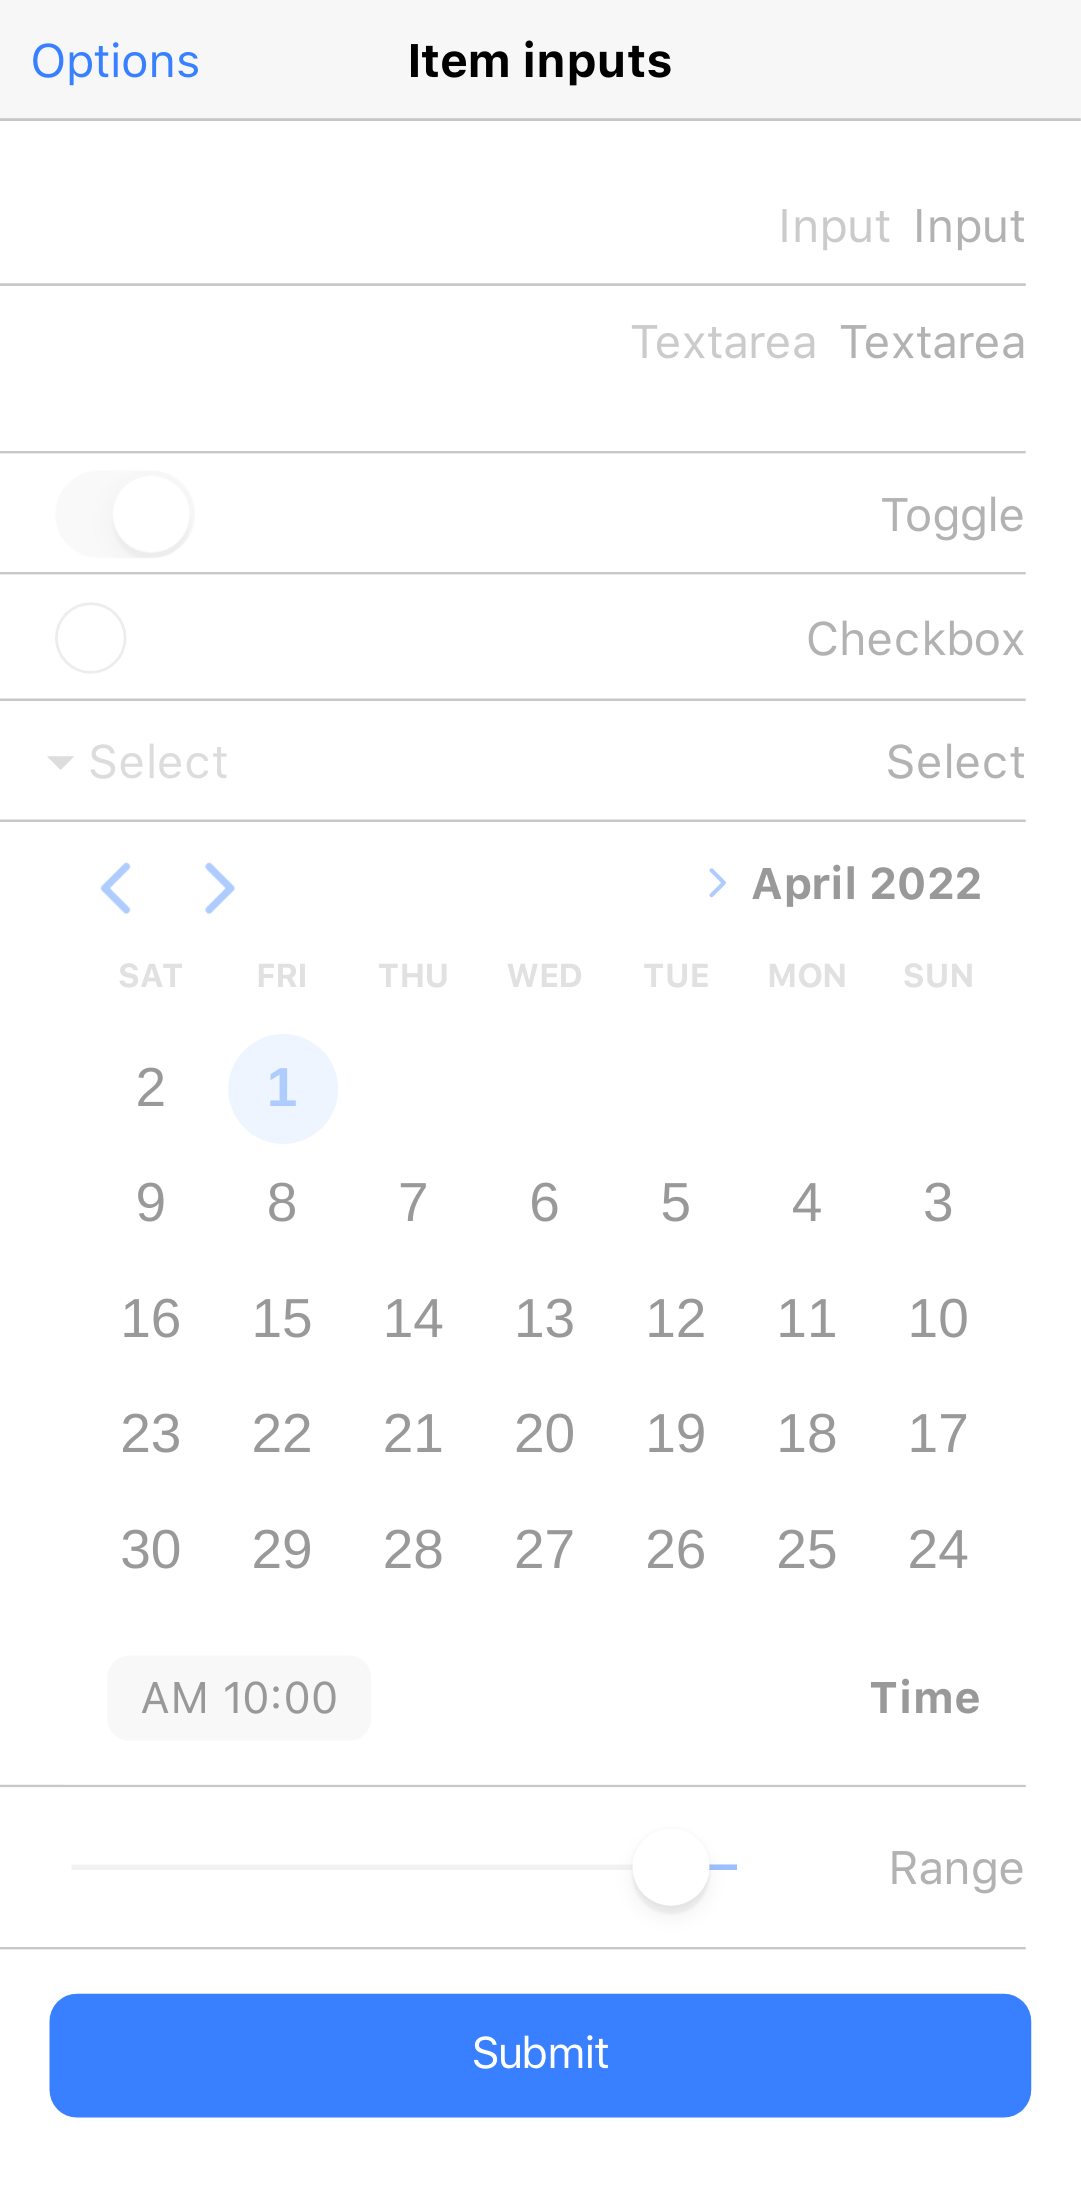 Options Item inputs
Input Input
Textarea Textarea
Toggle
Checkbox
Select Select
April 2022
SAT FRI THU WED TUE MON SUN
2 1
9 8 7 6 5 4 3
16 15 14 13 12 11 10
23 22 21 20 19 18 17
30 29 28 27 26 25 24
AM 10:00 Time
Range
Submit